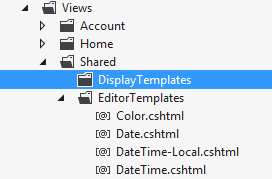 Views
Account
Home
Shared
DisplayTemplates
EditorTemplates
Color.cshtml
Date.cshtml
DateTime-Local.cshtml
DateTime.cshtml